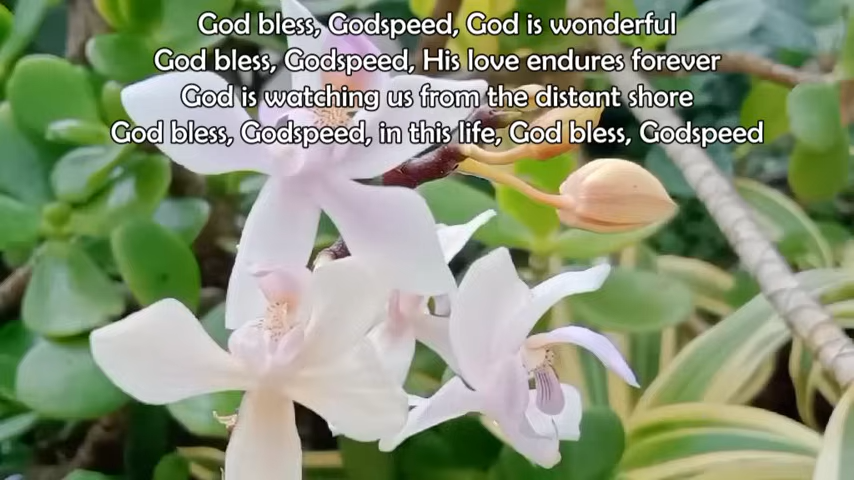 God bless, Godspeed, God is wonderful
God bless, Godspeed, His love endures forever
God is watching us from the distant shore
God bless, Godspeed, in this life, God bless, Godspeed